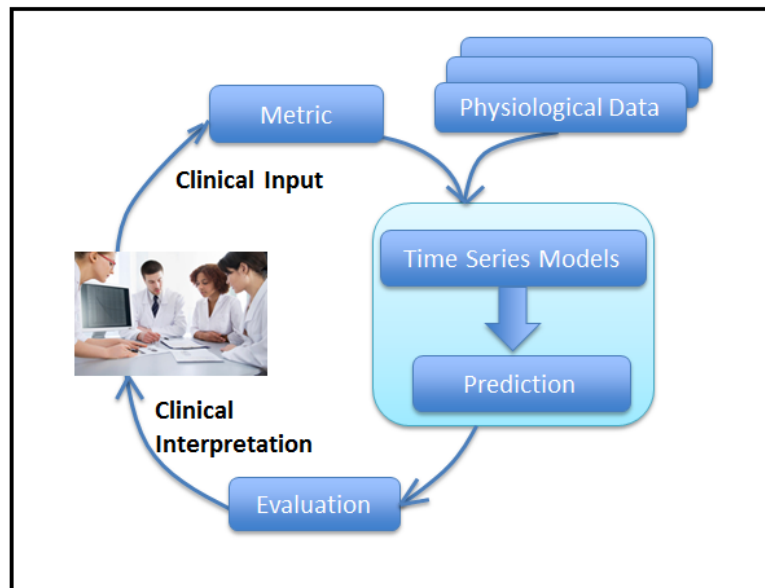 Metric
Physiological Data
Clinical Input
Time Series Models
Prediction
Clinical
Interpretation
Evaluation